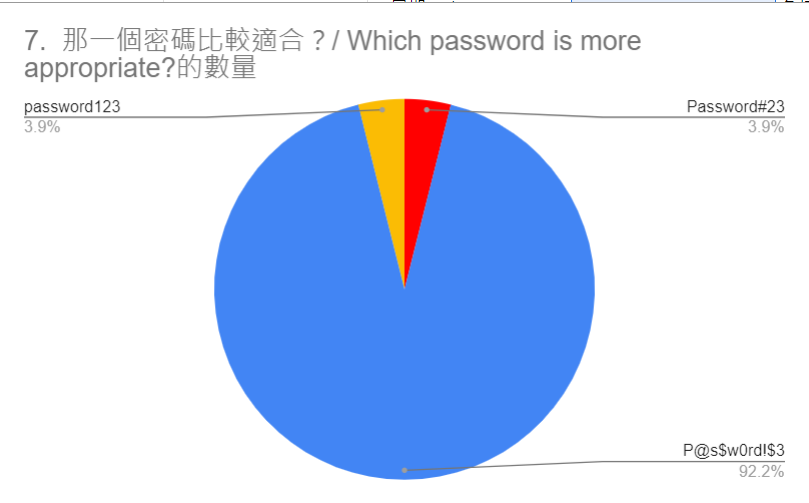 7. 那一個密碼比較適合？/ Which password is more
appropriate?的數量
password123
3.9%
Password#23
3.9%
P@s$w0rd!$3
92.2%